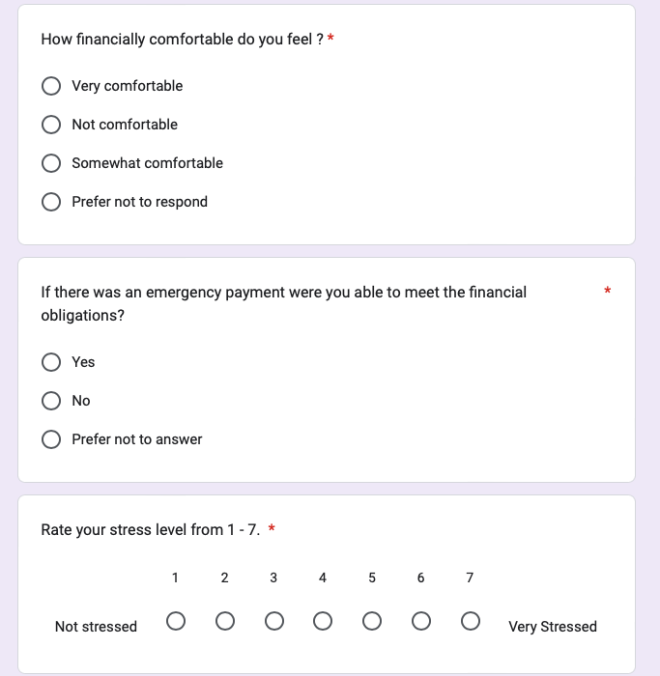 How financially comfortable do you feel ? *
Very comfortable
Not comfortable
Somewhat comfortable
Prefer not to respond
If there was an emergency payment were you able to meet the financial *
obligations?
Yes
No
Prefer not to answer
Rate your stress level from 1 - 7. *
1 2 3 4 5 6 7
Not stressed Very Stressed